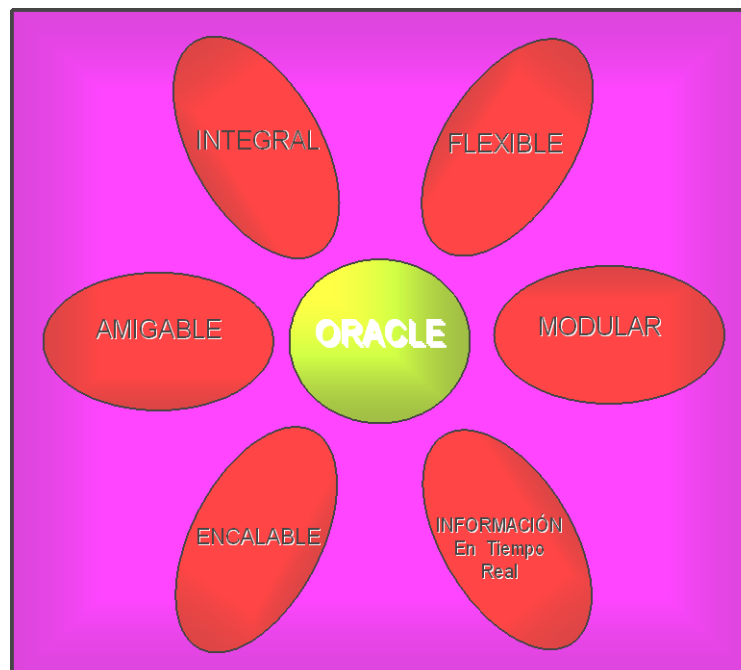 INTEGRAL
FLEXIBLE
AMIGABLE
ORACLE
MODULAR
ENCALABLE
INFORMACIÓN
En Tiempo
Real